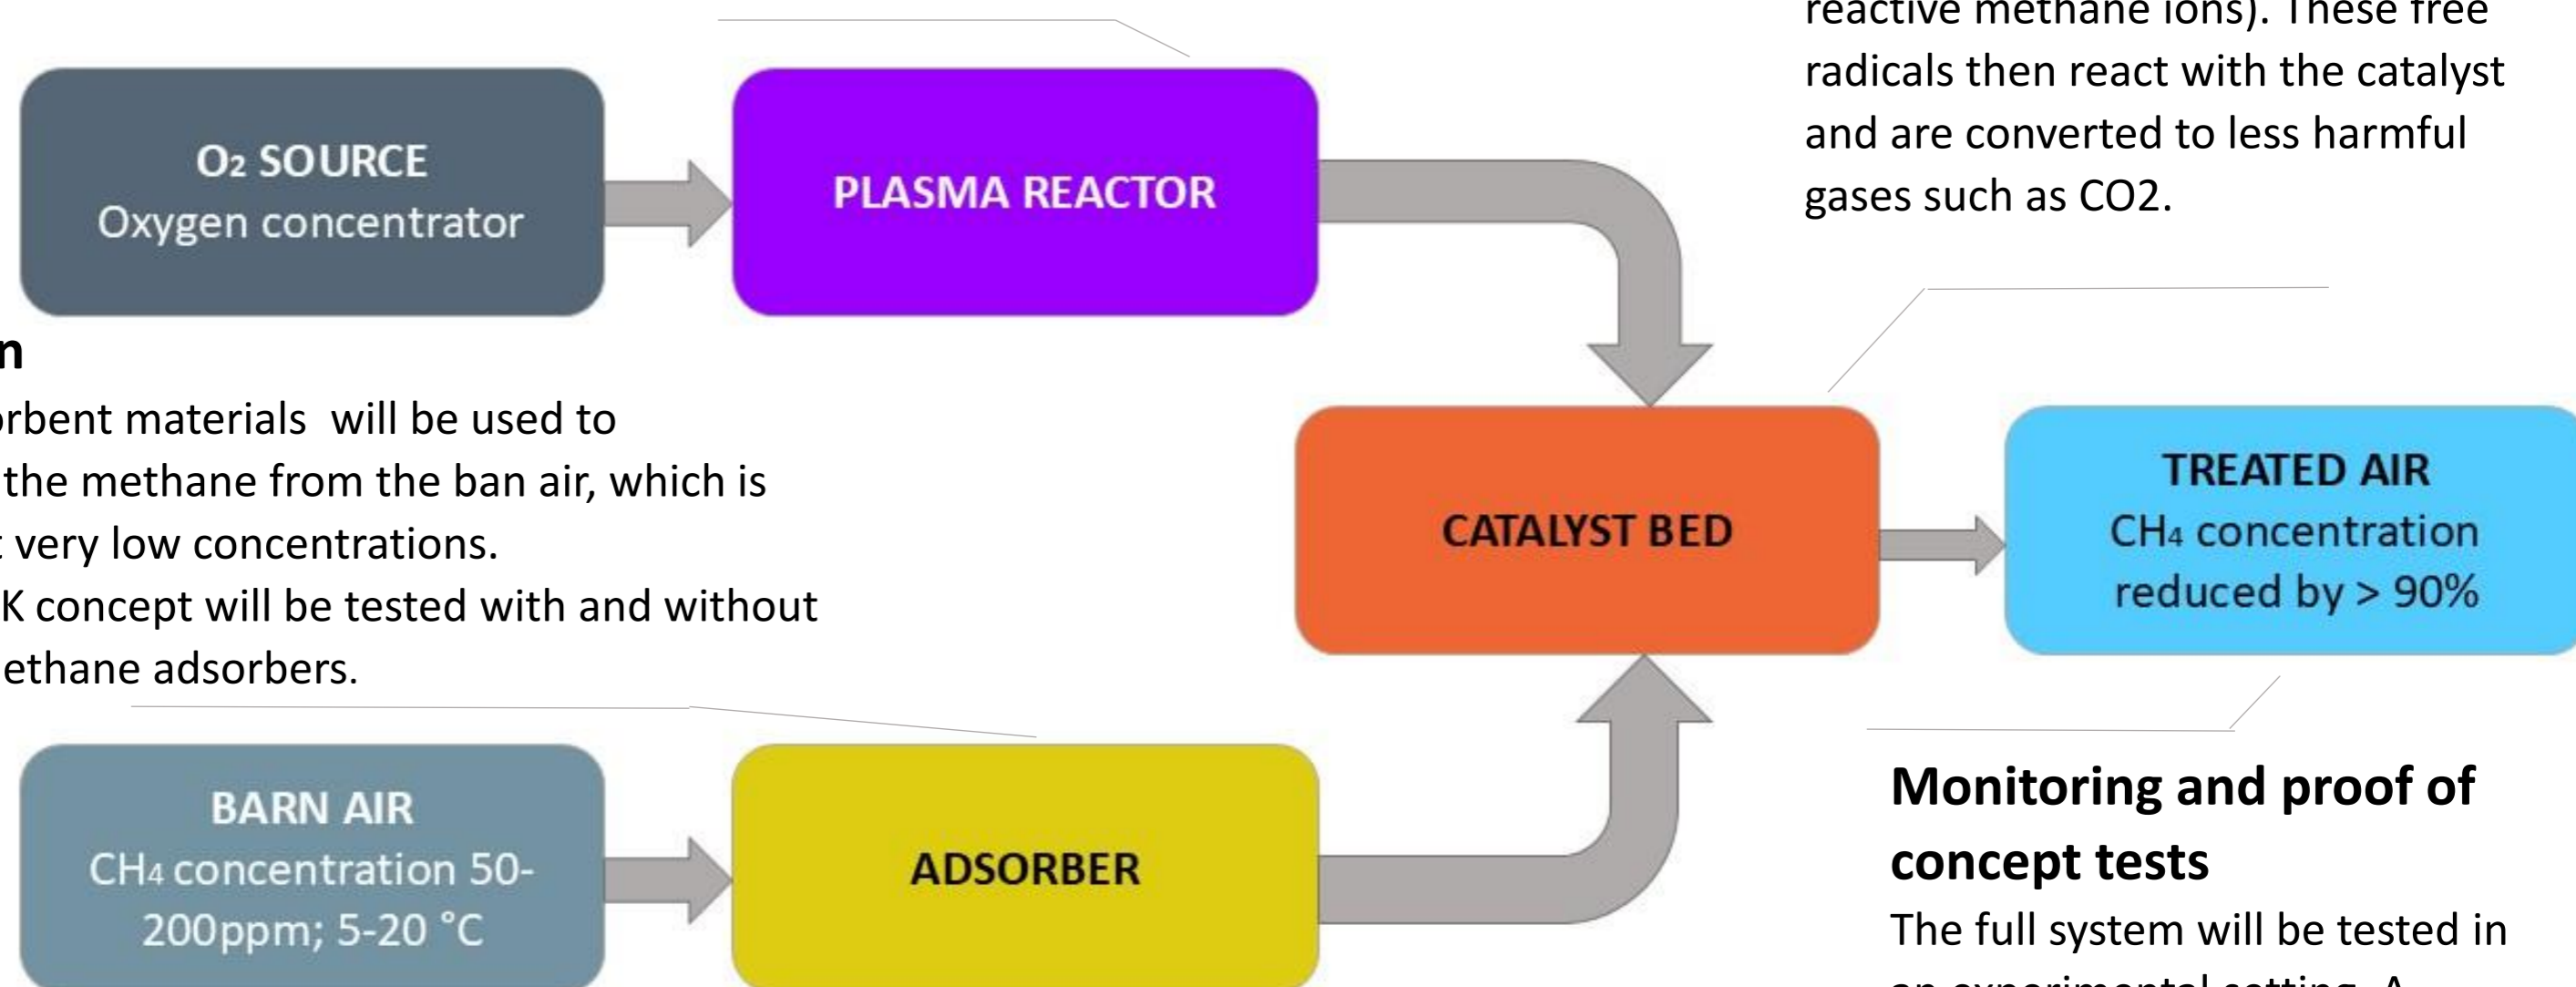 reactive methane ions). These free
radicals then react with the catalyst
and are converted to less harmful
gases such as CO2.
O₂ SOURCE
Oxygen concentrator
PLASMA REACTOR
materials will be used to
the methane from the ban air, which is
very low concentrations.
concept will be tested with and without
adsorbers.
CATALYST BED
TREATED AIR
CH₄ concentration
reduced by > 90%
BARN AIR
CH₄ concentration 50-
200ppm; 5-20 °C
ADSORBER
Monitoring and proof of
concept tests
The full system will be tested in
an experimental setting. A